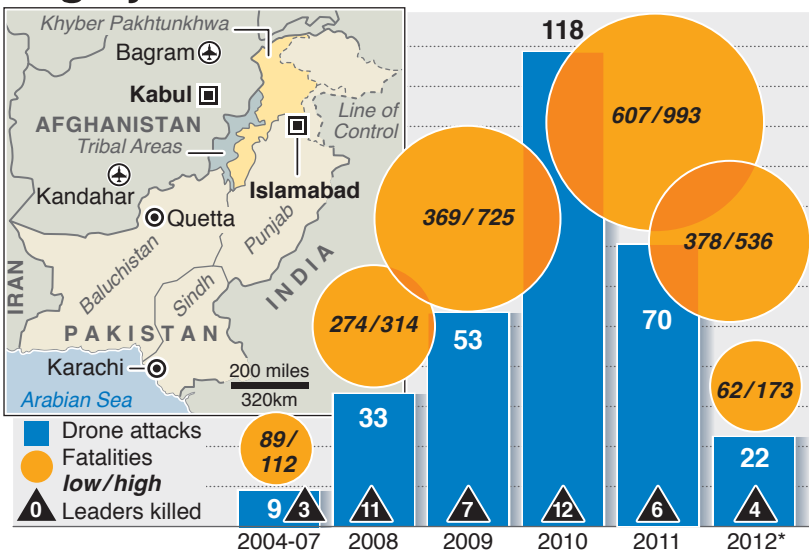 Khyber Pakhtunkhwa
Bagram
Kabul
AFGHANISTAN
Tribal Areas
Line of
Control
Kandahar
Islamabad
Quetta
Punjab
Baluchistan
IRAN
Sindh
INDIA
PAKISTAN
Karachi
200 miles
320km
Arabian Sea
Drone attacks
Fatalities
low/high
0 Leaders killed
89/
112
9
3
2004-07
274/314
33
11
2008
369/725
53
7
2009
118
607/993
12
2010
378/536
70
6
2011
62/173
22
4
2012*